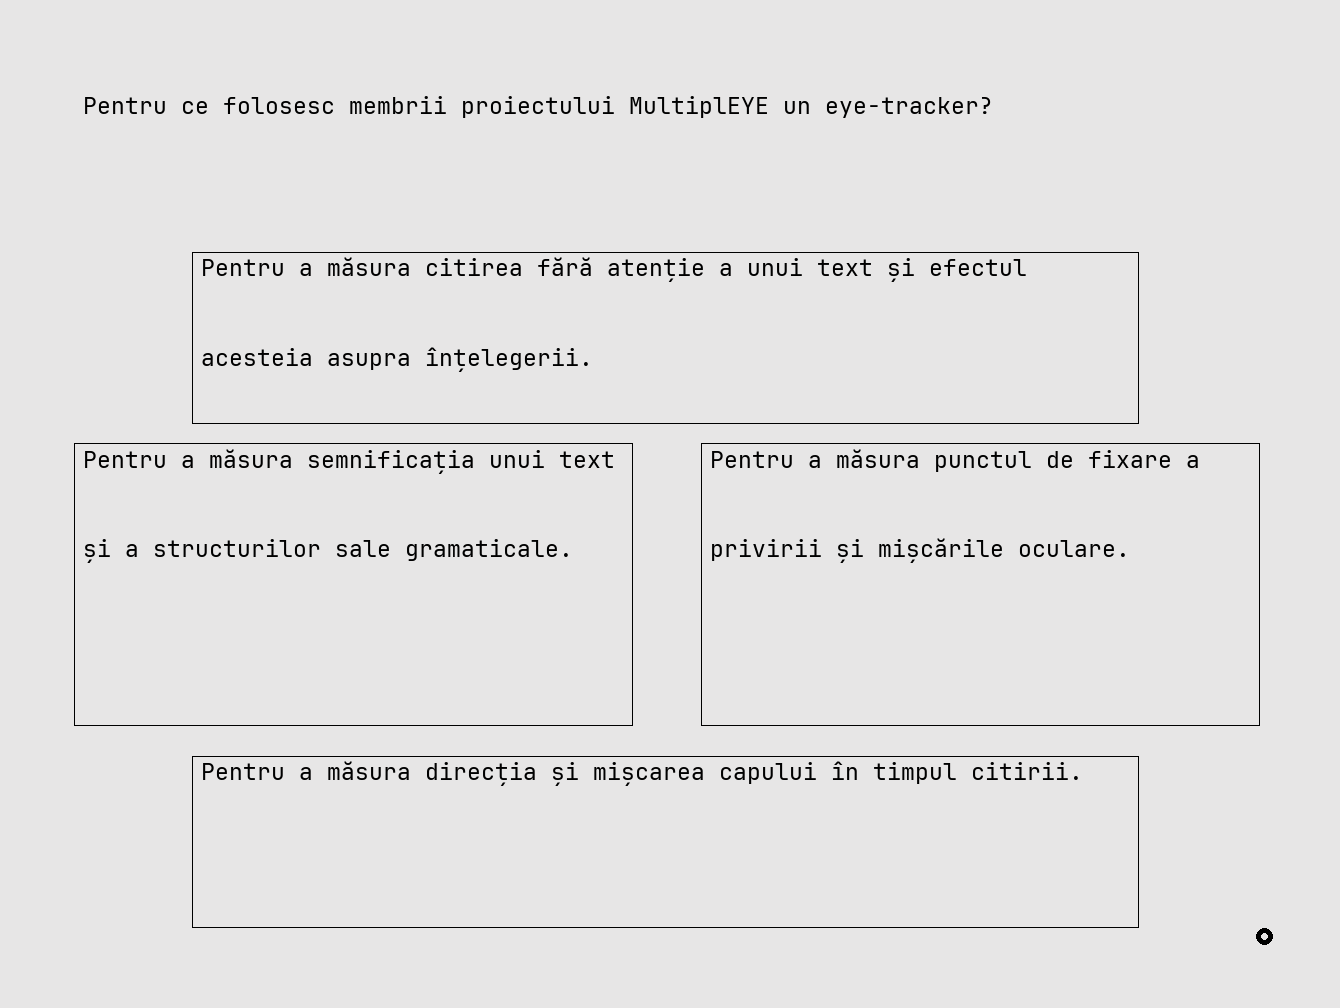 Pentru ce folosesc membrii proiectului MultiplEYE un eye-tracker?
Pentru a măsura citirea fără atenție a unui text și efectul
acesteia asupra înțelegerii.
Pentru a măsura semnificația unui text
și a structurilor sale gramaticale.
Pentru a măsura punctul de fixare a
privirii și mișcările oculare.
Pentru a măsura direcția și mișcarea capului în timpul citirii.